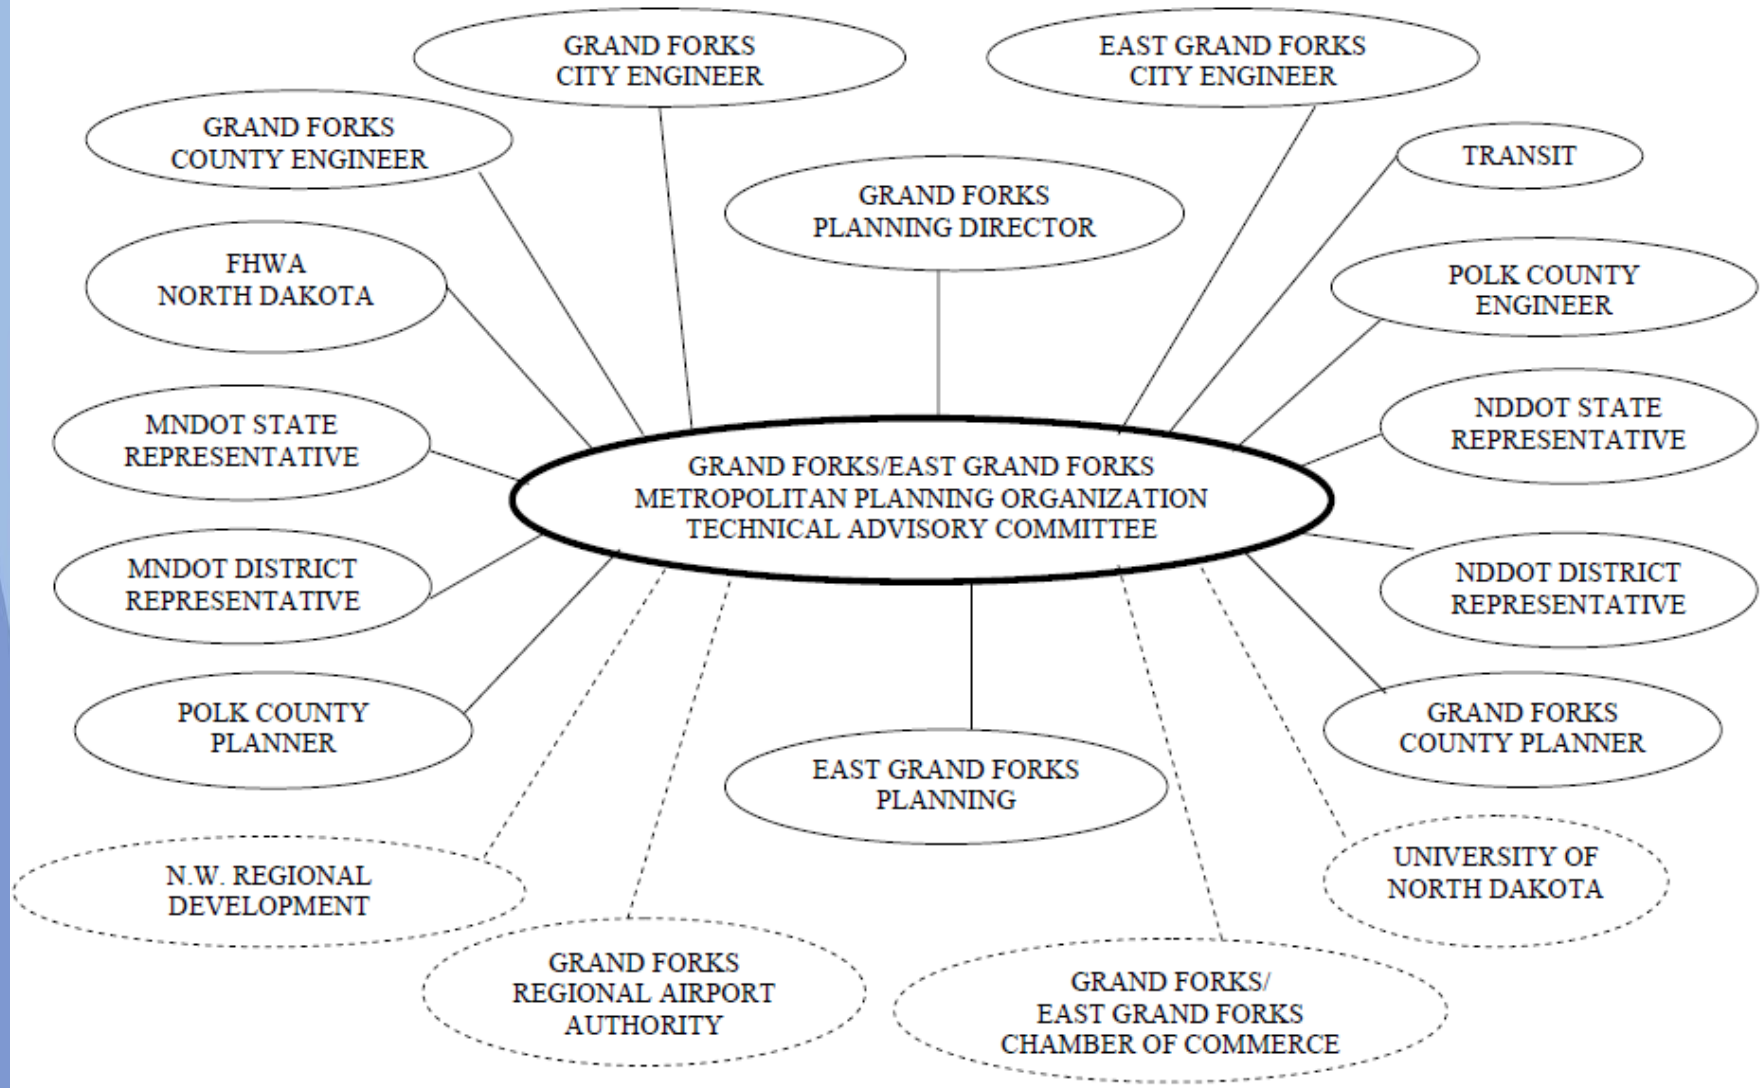 GRAND FORKS
CITY ENGINEER
EAST GRAND FORKS
CITY ENGINEER
GRAND FORKS
COUNTY ENGINEER
TRANSIT
GRAND FORKS
PLANNING DIRECTOR
FHWA
NORTH DAKOTA
POLK COUNTY
ENGINEER
MNDOT STATE
REPRESENTATIVE
NDDOT STATE
REPRESENTATIVE
GRAND FORKS/EAST GRAND FORKS
METROPOLITAN PLANNING ORGANIZATION
TECHNICAL ADVISORY COMMITTEE
MNDOT DISTRICT
REPRESENTATIVE
NDDOT DISTRICT
REPRESENTATIVE
POLK COUNTY
PLANNER
GRAND FORKS
COUNTY PLANNER
EAST GRAND FORKS
PLANNING
N.W. REGIONAL
DEVELOPMENT
UNIVERSITY OF
NORTH DAKOTA
GRAND FORKS
REGIONAL AIRPORT
AUTHORITY
GRAND FORKS/
EAST GRAND FORKS
CHAMBER OF COMMERCE